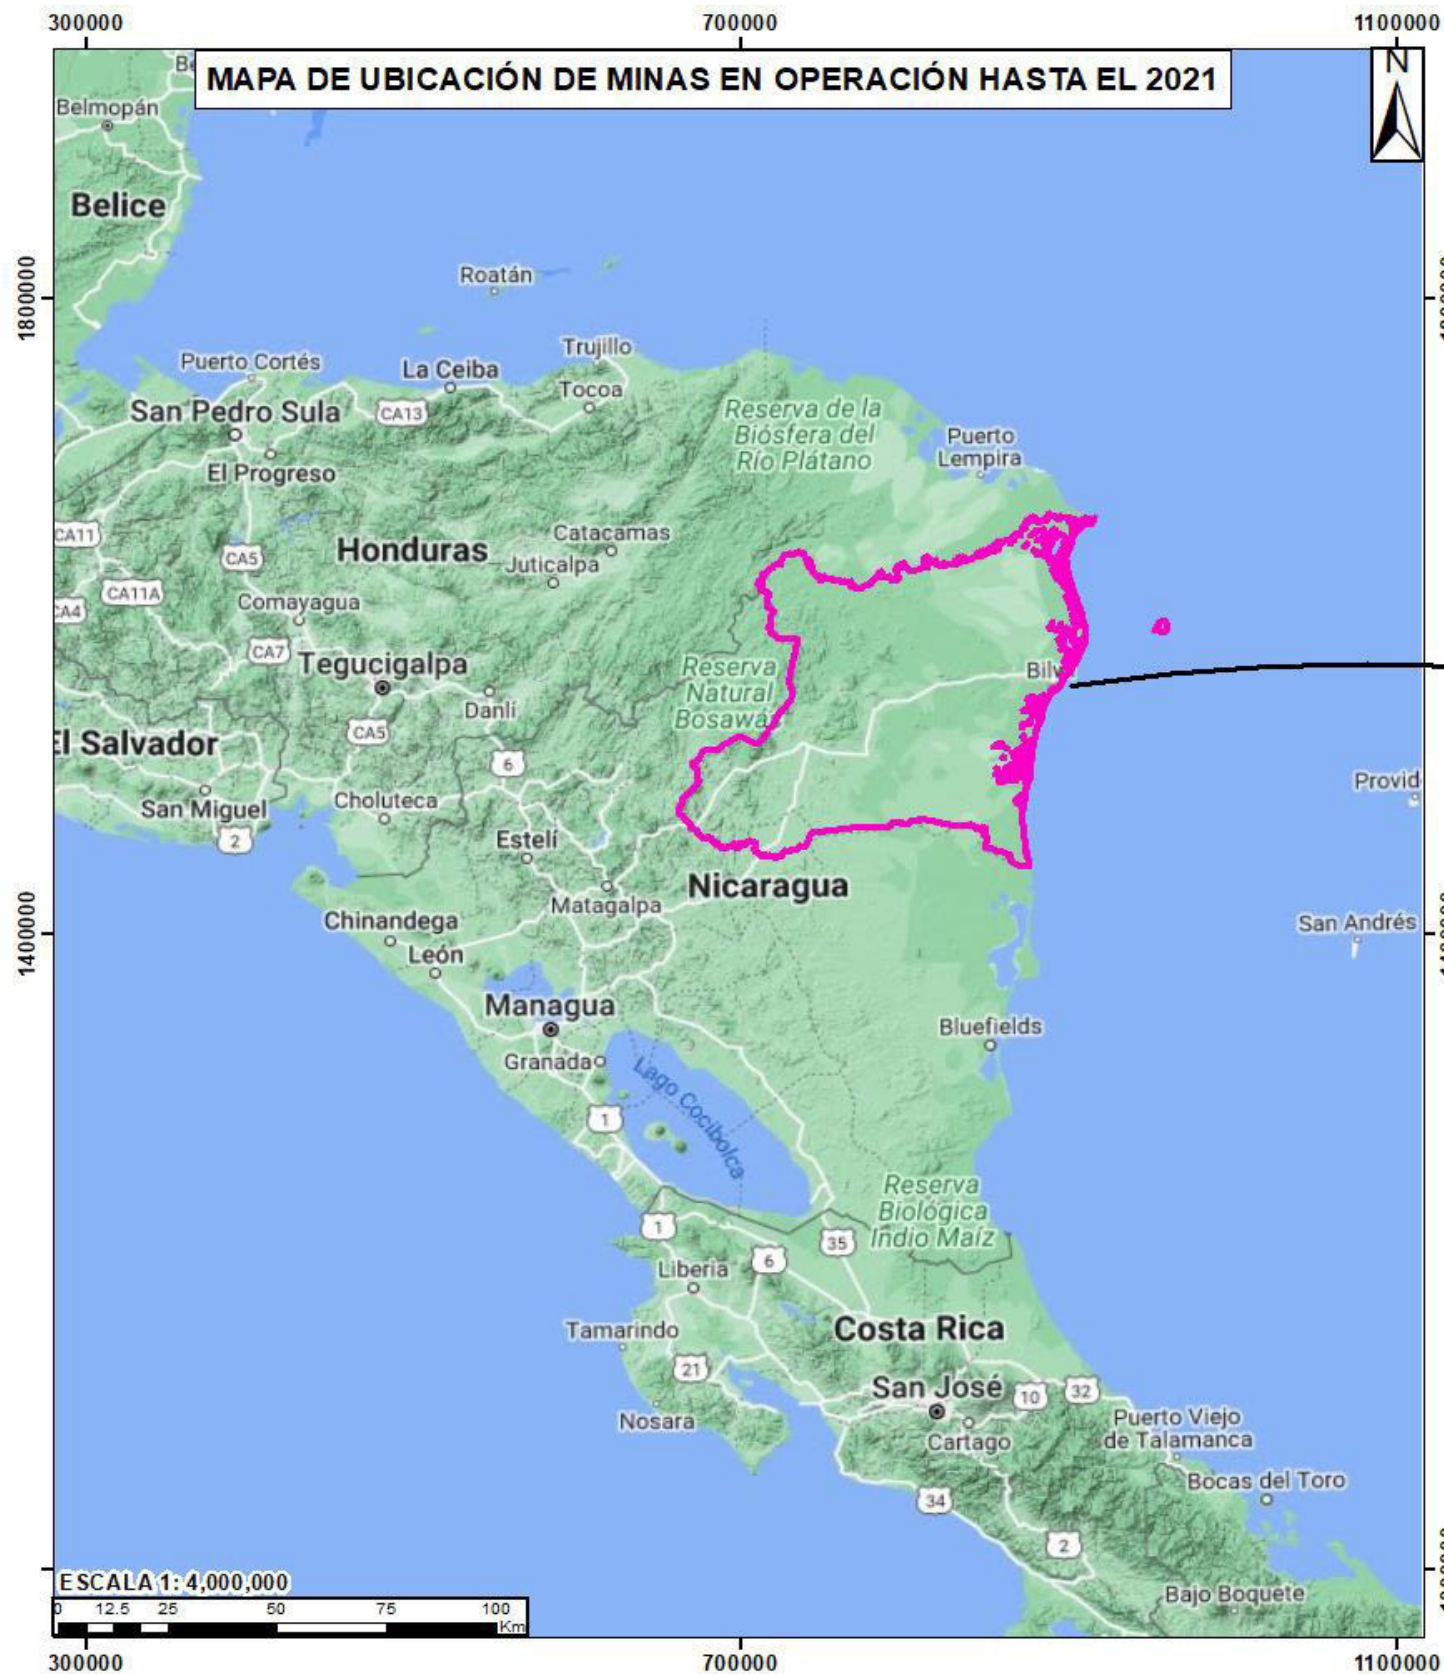 300000
700000
1100000
MAPA DE UBICACIÓN DE MINAS EN OPERACIÓN HASTA EL 2021
N
Belmopán
Belice
Roatán
1800000
Trujillo
Puerto Cortés
La Ceiba
Tocoa
San Pedro Sula
CA13
Reserva de la
Biósfera del
Río Plátano
Puerto
Lempira
El Progreso
CA11
Catacamas
Honduras
CA5
Juticalpa
CA11A
Comayagua
CA4
CA7
Tegucigalpa
Reserva
Natural
Bosawás
Bilw
Danlí
CA5
El Salvador
6
Provid
San Miguel
Choluteca
2
Estelí
Nicaragua
Matagalpa
Chinandega
San Andrés
1400000
León
Managua
Bluefields
Granada
Lago Cocibolca
1
Reserva
Biológica
Indio Maíz
1
35
6
Liberia
Tamarindo
Costa Rica
21
San José
10
32
Nosara
Cartago
Puerto Viejo
de Talamanca
Bocas del Toro
34
2
ESCALA 1: 4,000,000
Bajo Boquete
0 12.5 25 50 75 100
Km
300000
700000
1100000